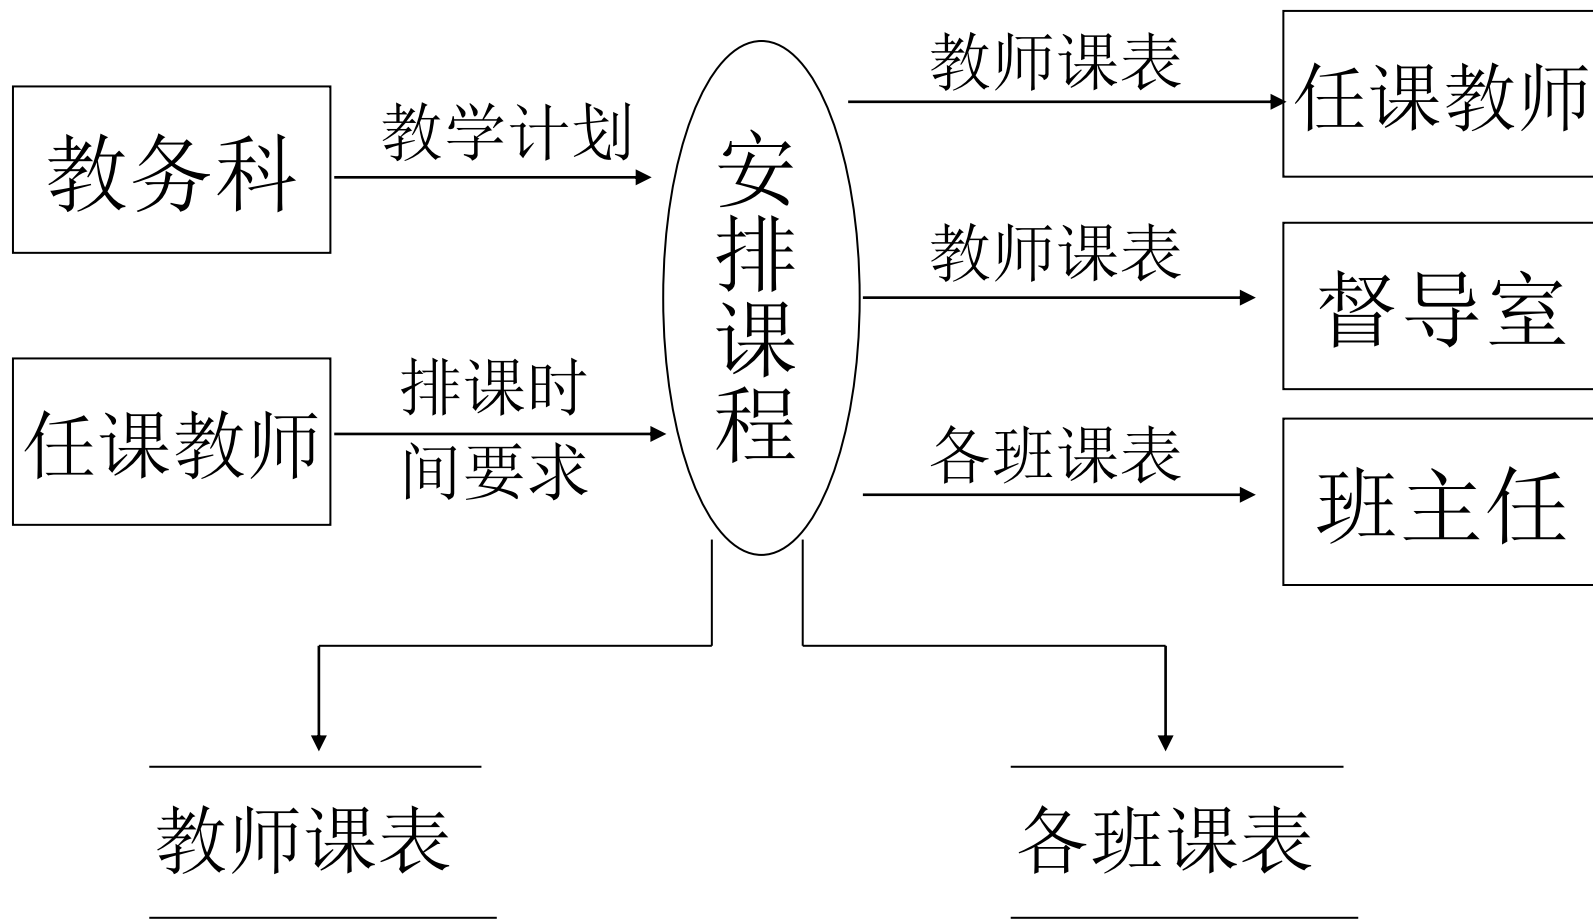 教务科
教学计划
任课教师
排课时
间要求
安
排
课
程
教师课表
任课教师
教师课表
督导室
各班课表
班主任
教师课表
各班课表